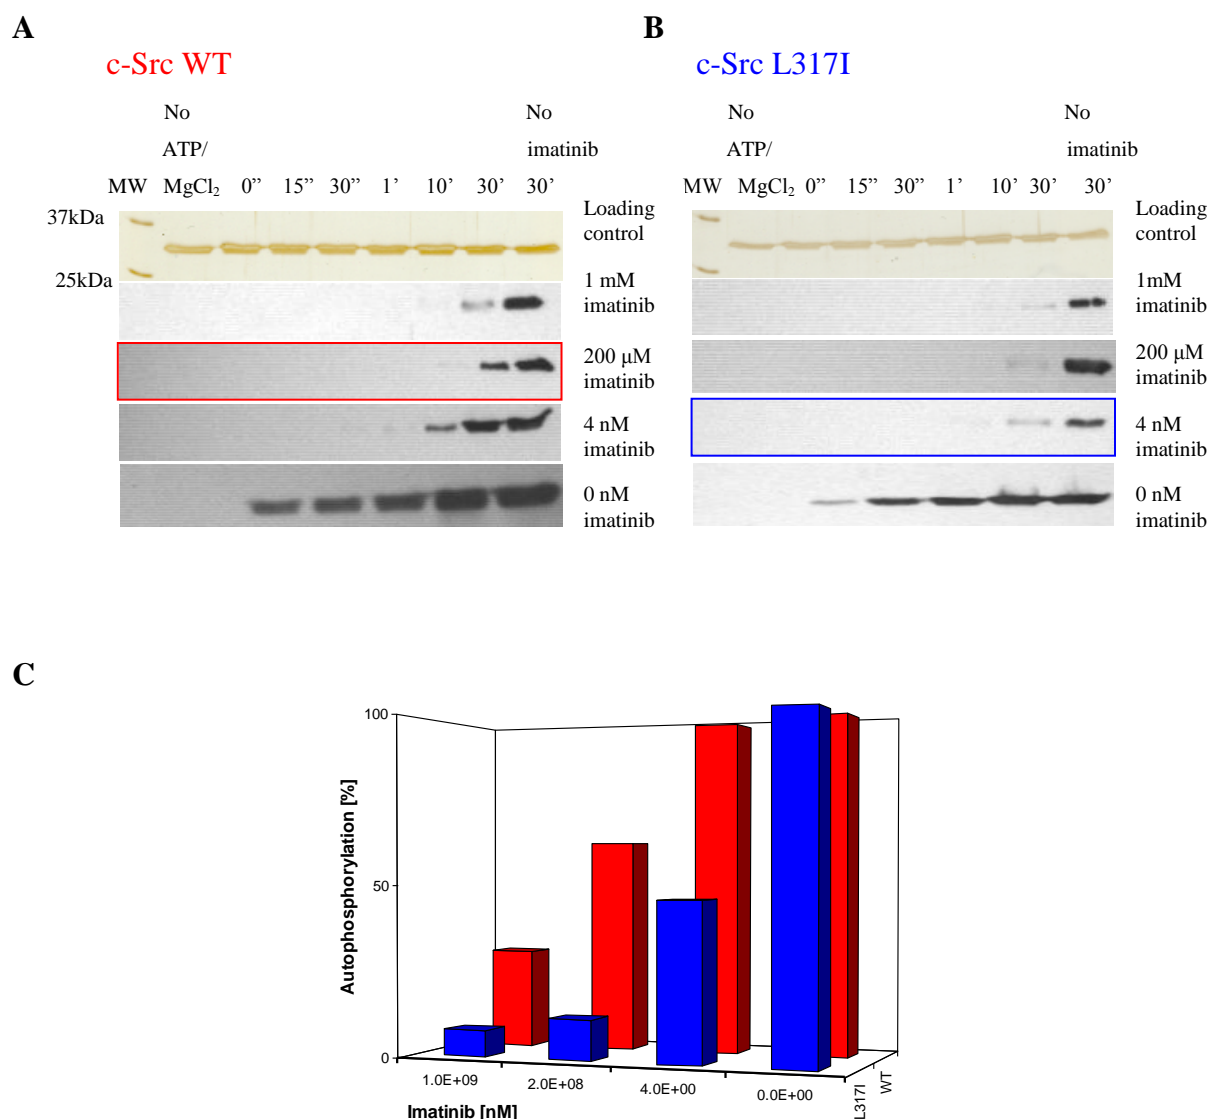 A
c-Src WT
No
ATP/
No
imatinib
MW MgCl2 0” 15” 30” 1’ 10’ 30’ 30’
37kDa
25kDa
Loading
control
1 mM
imatinib
200 μM
imatinib
4 nM
imatinib
0 nM
imatinib
B
c-Src L317I
No
ATP/
No
imatinib
MW MgCl2 0” 15” 30” 1’ 10’ 30’ 30’
Loading
control
1mM
imatinib
200 μM
imatinib
4 nM
imatinib
0 nM
imatinib
C
Autophosphorylation [%]
100
50
0
1.0E+09 2.0E+08 4.0E+00 0.0E+00
Imatinib [nM]
L317I
WT